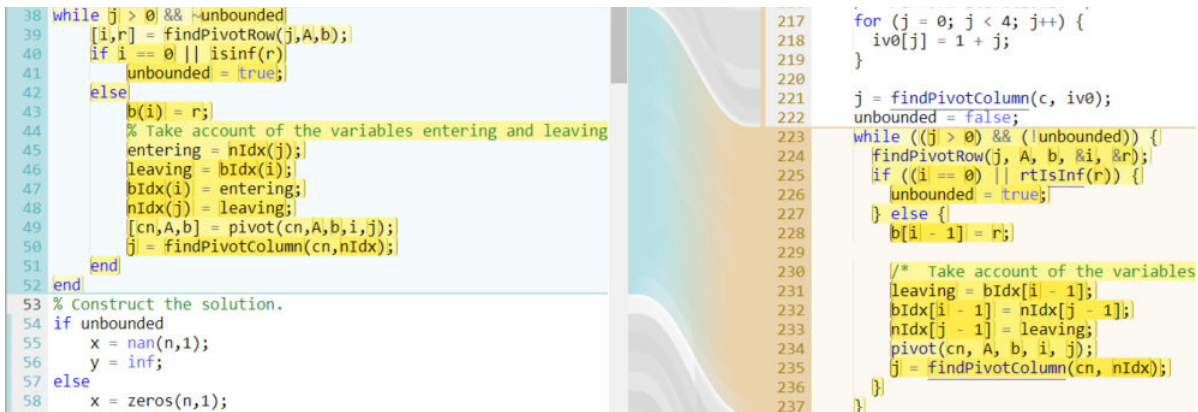 38 while j > 0 && ~unbounded
39 [i,r] = findPivotRow(j,A,b);
40 if i == 0 || isinf(r)
41 unbounded = true;
42 else
43 b(i) = r;
44 % Take account of the variables entering and leaving
45 entering = nIdx(j);
46 leaving = bIdx(i);
47 bIdx(i) = entering;
48 nIdx(j) = leaving;
49 [cn,A,b] = pivot(cn,A,b,i,j);
50 j = findPivotColumn(cn,nIdx);
51 end
52 end
53 % Construct the solution.
54 if unbounded
55 x = nan(n,1);
56 y = inf;
57 else
58 x = zeros(n,1);
217 for (j = 0; j < 4; j++) {
218 iv0[j] = 1 + j;
219 }
220
221 j = findPivotColumn(c, iv0);
222 unbounded = false;
223 while ((j > 0) && (!unbounded)) {
224 findPivotRow(j, A, b, &i, &r);
225 if ((i == 0) || rtIsInf(r)) {
226 unbounded = true;
227 } else {
228 b[i - 1] = r;
229
230 /* Take account of the variables
231 leaving = bIdx[i - 1];
232 bIdx[i - 1] = nIdx[j - 1];
233 nIdx[j - 1] = leaving;
234 pivot(cn, A, b, i, j);
235 j = findPivotColumn(cn, nIdx);
236 }
237 }